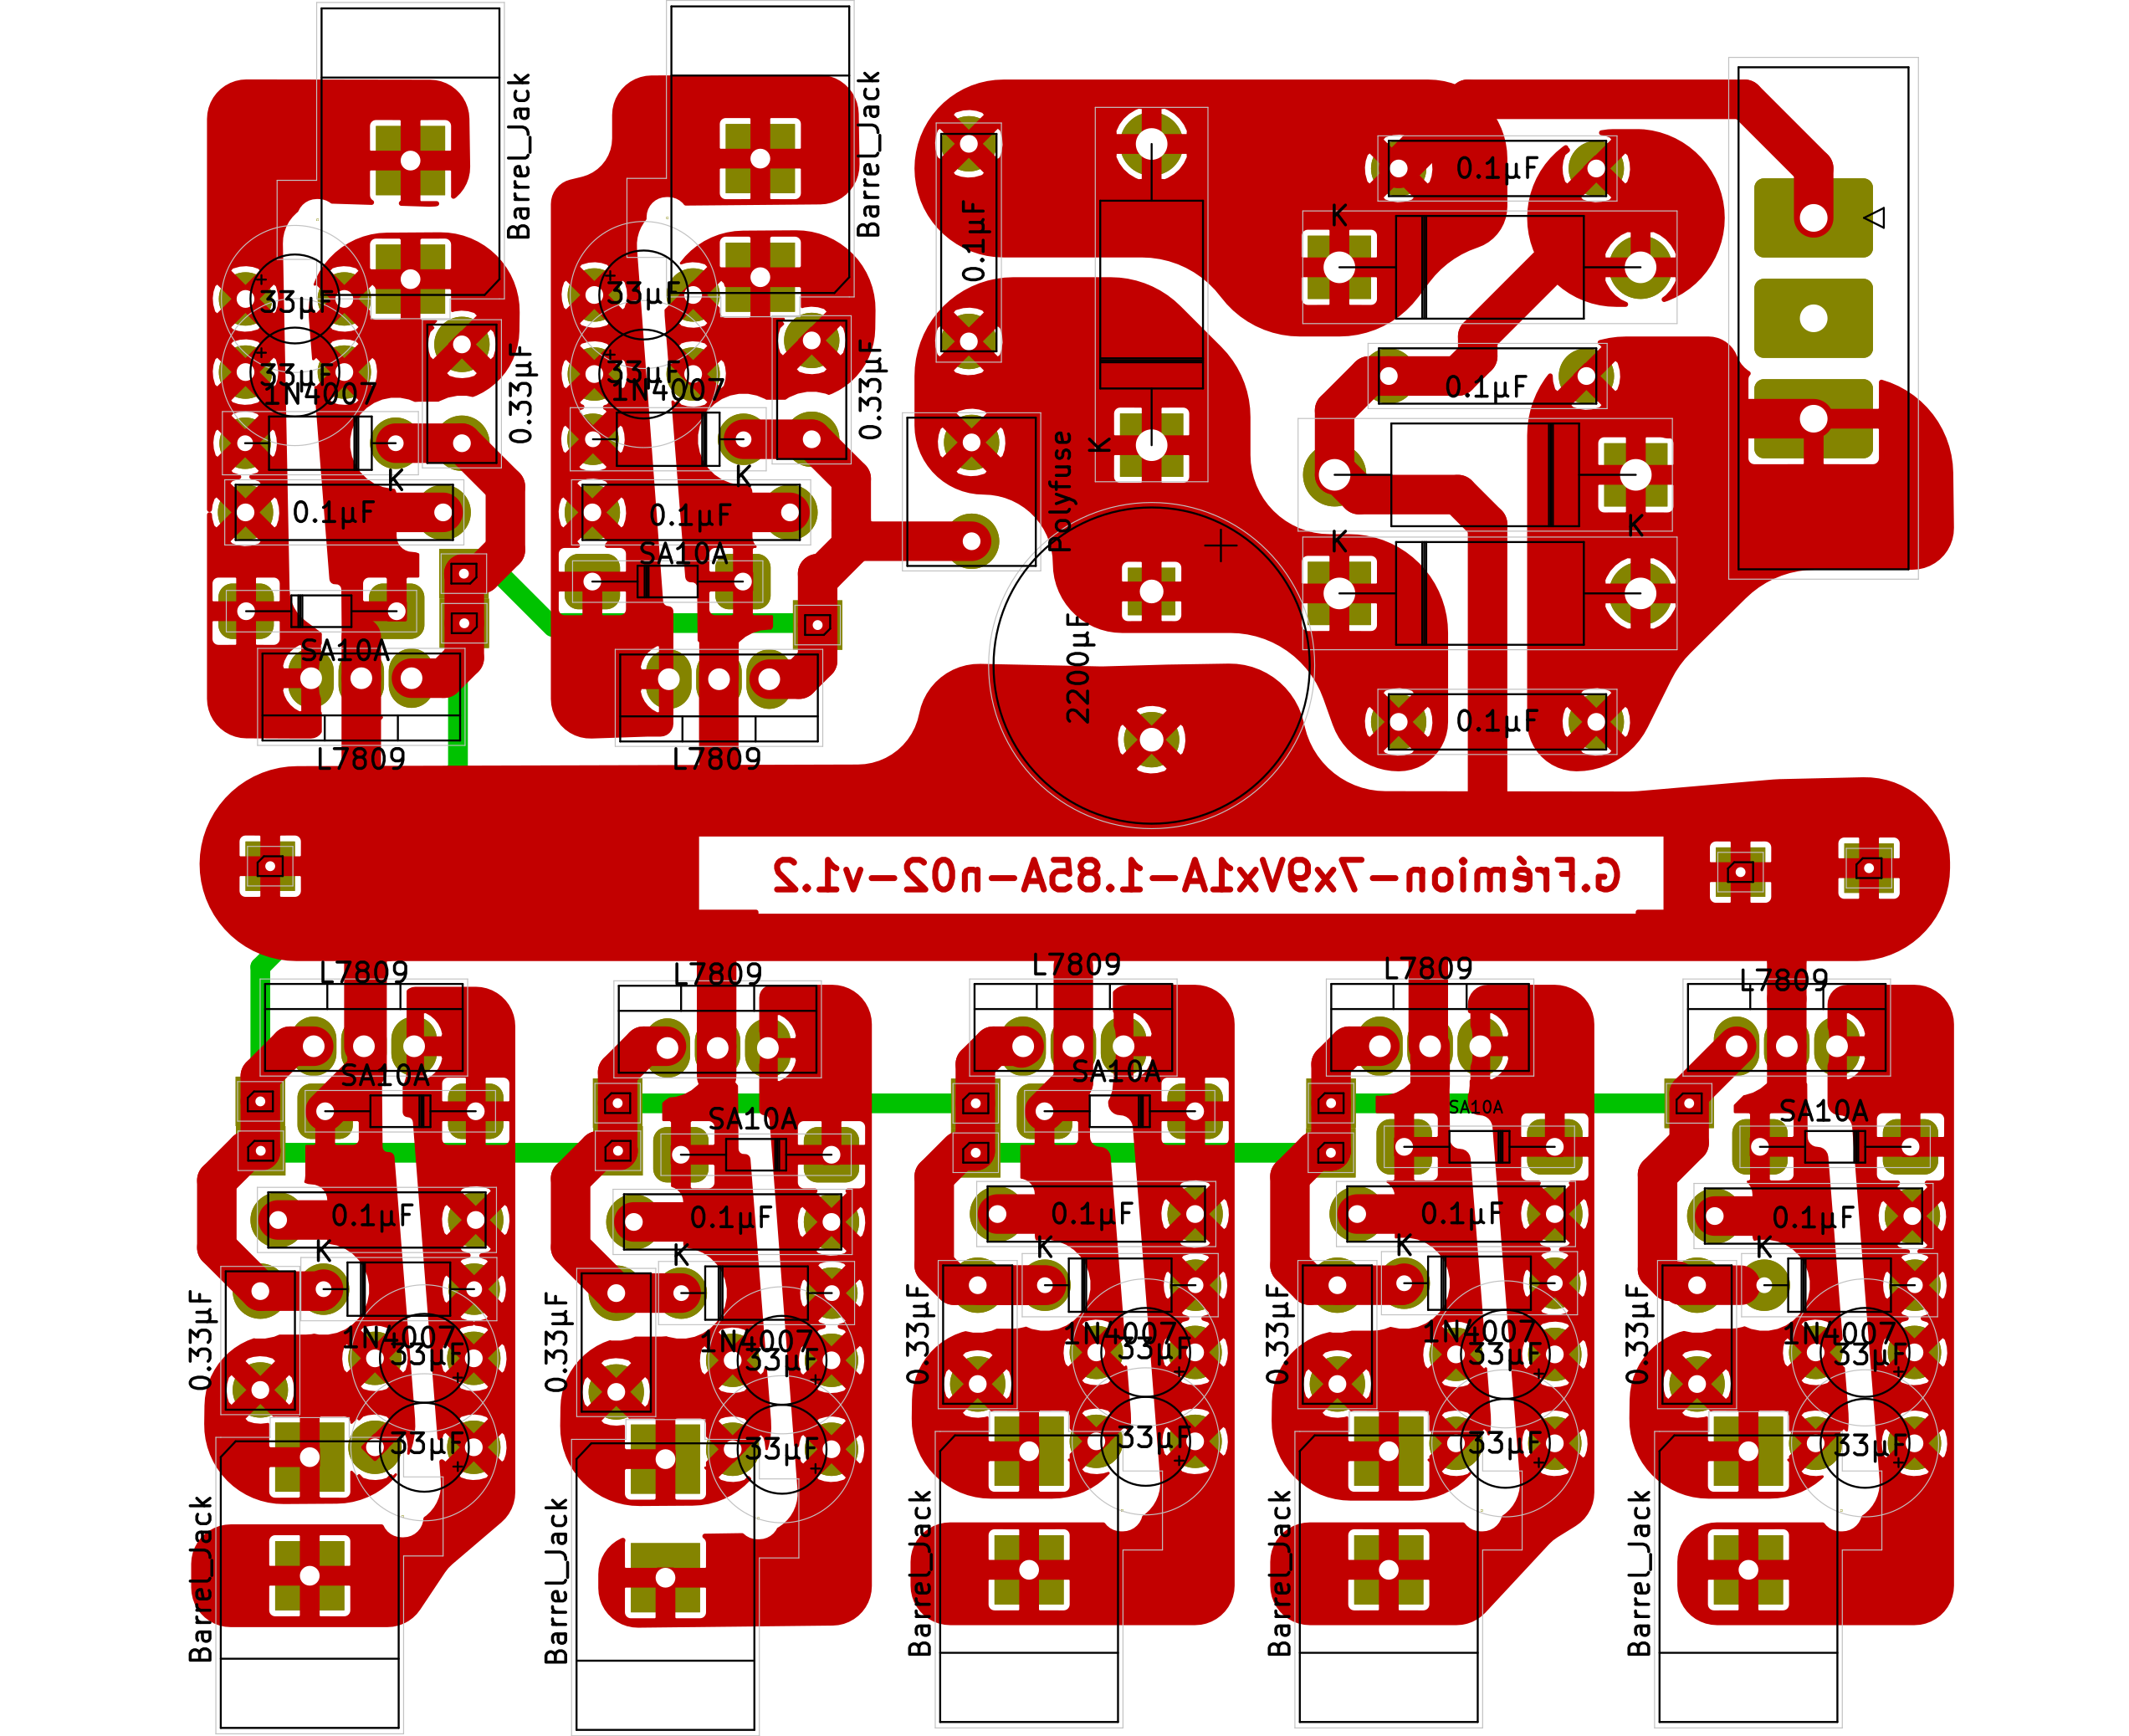 Barrel_Jack
Barrel_Jack
33µF
33µF
1N4007
0.33µF
K
0.1µF
SA10A
L7809
33µF
33µF
1N4007
0.33µF
K
0.1µF
SA10A
L7809
0.1µF
K
Polyfuse
2200µF
0.1µF
K
0.1µF
K
K
0.1µF
G.Frémion-7x9Vx1A-1.85A-n02-v1.2
L7809
L7809
L7809
L7809
L7809
SA10A
SA10A
SA10A
SA10A
SA10A
0.1µF
0.1µF
0.1µF
0.1µF
0.1µF
K
K
K
K
K
0.33µF
0.33µF
0.33µF
0.33µF
0.33µF
1N4007
1N4007
1N4007
1N4007
1N4007
33µF
33µF
33µF
33µF
33µF
33µF
33µF
33µF
33µF
33µF
Barrel_Jack
Barrel_Jack
Barrel_Jack
Barrel_Jack
Barrel_Jack